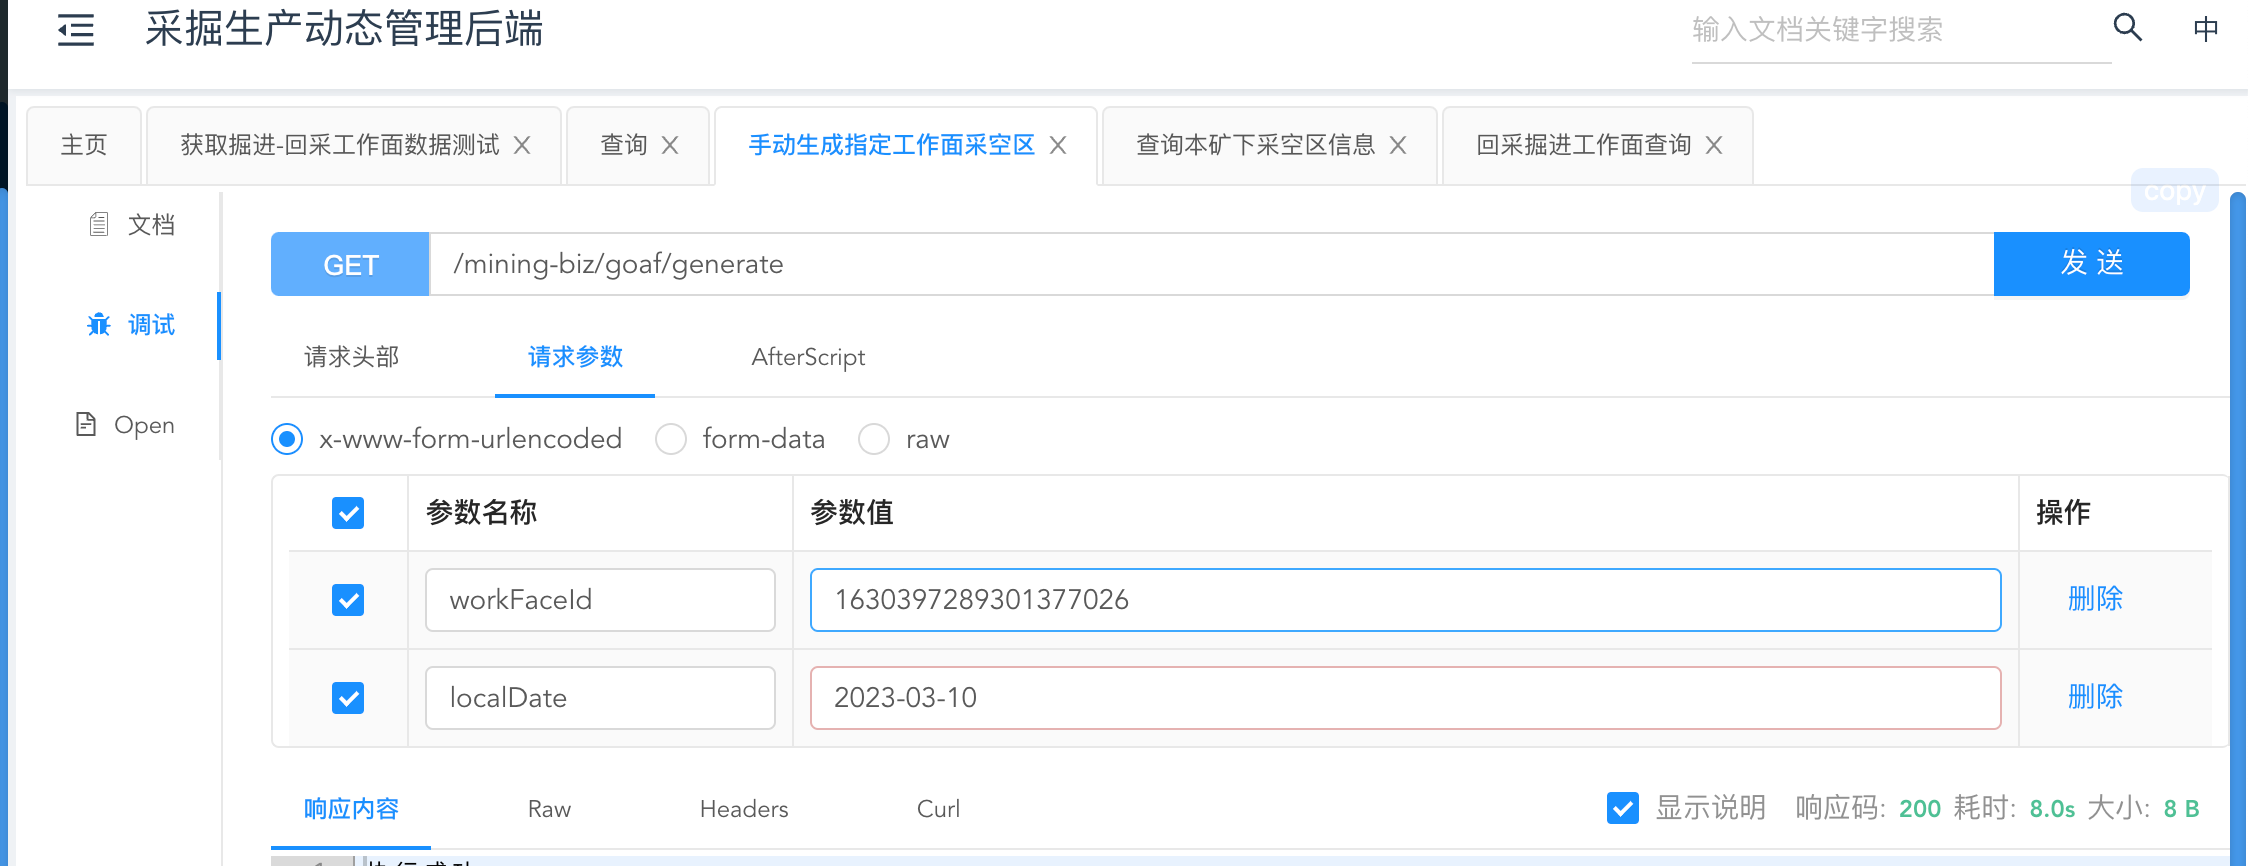 采掘生产动态管理后端
输入文档关键字搜索
中
主页
获取掘进-回采工作面数据测试
查询
手动生成指定工作面采空区
查询本矿下采空区信息
回采掘进工作面查询
copy
文档
调试
Open
GET
/mining-biz/goaf/generate
发 送
请求头部
请求参数
AfterScript
x-www-form-urlencoded
form-data
raw
参数名称
参数值
操作
workFaceId
1630397289301377026
删除
localDate
2023-03-10
删除
响应内容
Raw
Headers
Curl
显示说明
响应码: 200 耗时: 8.0s 大小: 8 B